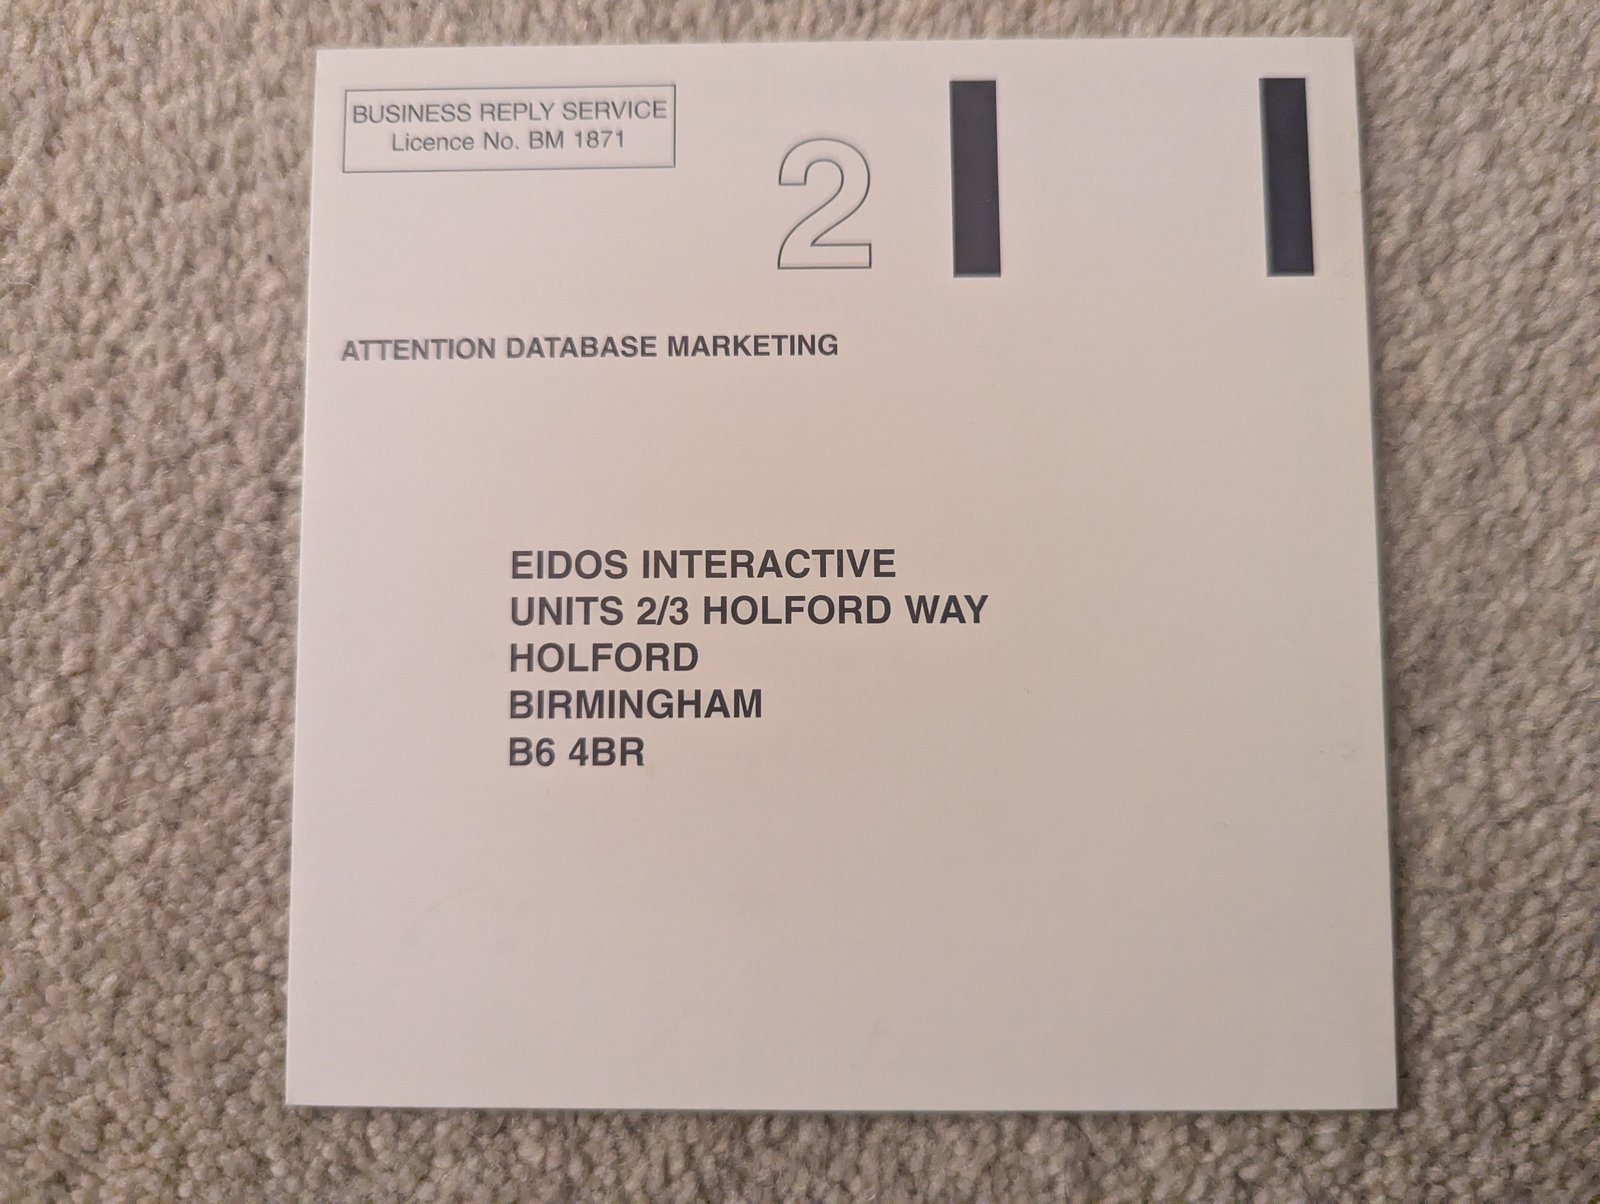 BUSINESS REPLY SERVICE
Licence No. BM 1871
2
ATTENTION DATABASE MARKETING
EIDOS INTERACTIVE
UNITS 2/3 HOLFORD WAY
HOLFORD
BIRMINGHAM
B6 4BR